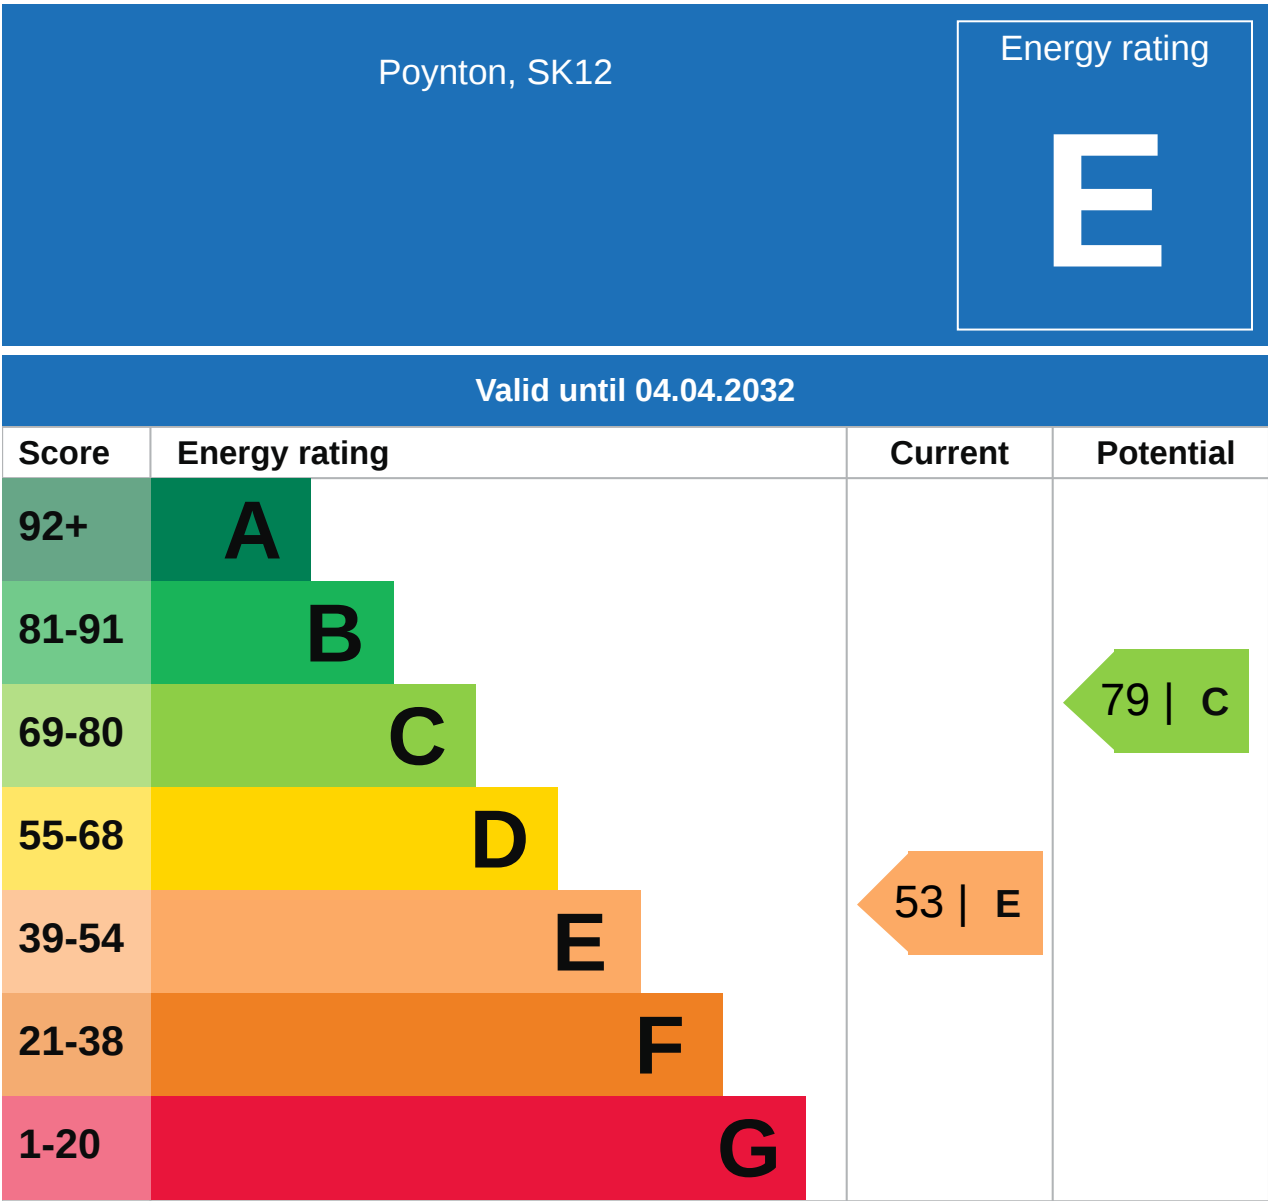 Poynton, SK12
Energy rating
E
Valid until 04.04.2032
Score Energy rating Current Potential
92+ A
81-91 B
69-80 C
79 | C
55-68 D
39-54 E
53 | E
21-38 F
1-20 G